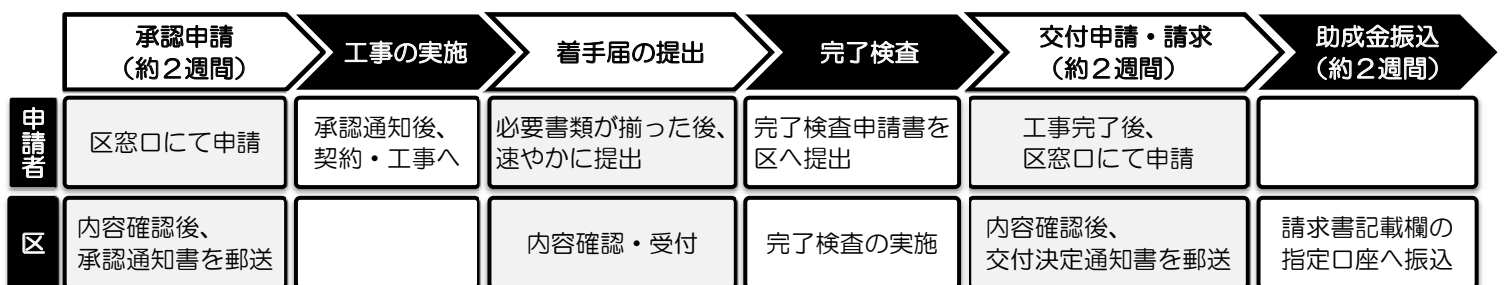 承認申請
（約２週間）
工事の実施
着手届の提出
完了検査
交付申請・請求
（約２週間）
助成金振込
（約２週間）
申請者
区窓口にて申請
承認通知後、
契約・工事へ
必要書類が揃った後、
速やかに提出
完了検査申請書を
区へ提出
工事完了後、
区窓口にて申請
区
内容確認後、
承認通知書を郵送
内容確認・受付
完了検査の実施
内容確認後、
交付決定通知書を郵送
請求書記載欄の
指定口座へ振込